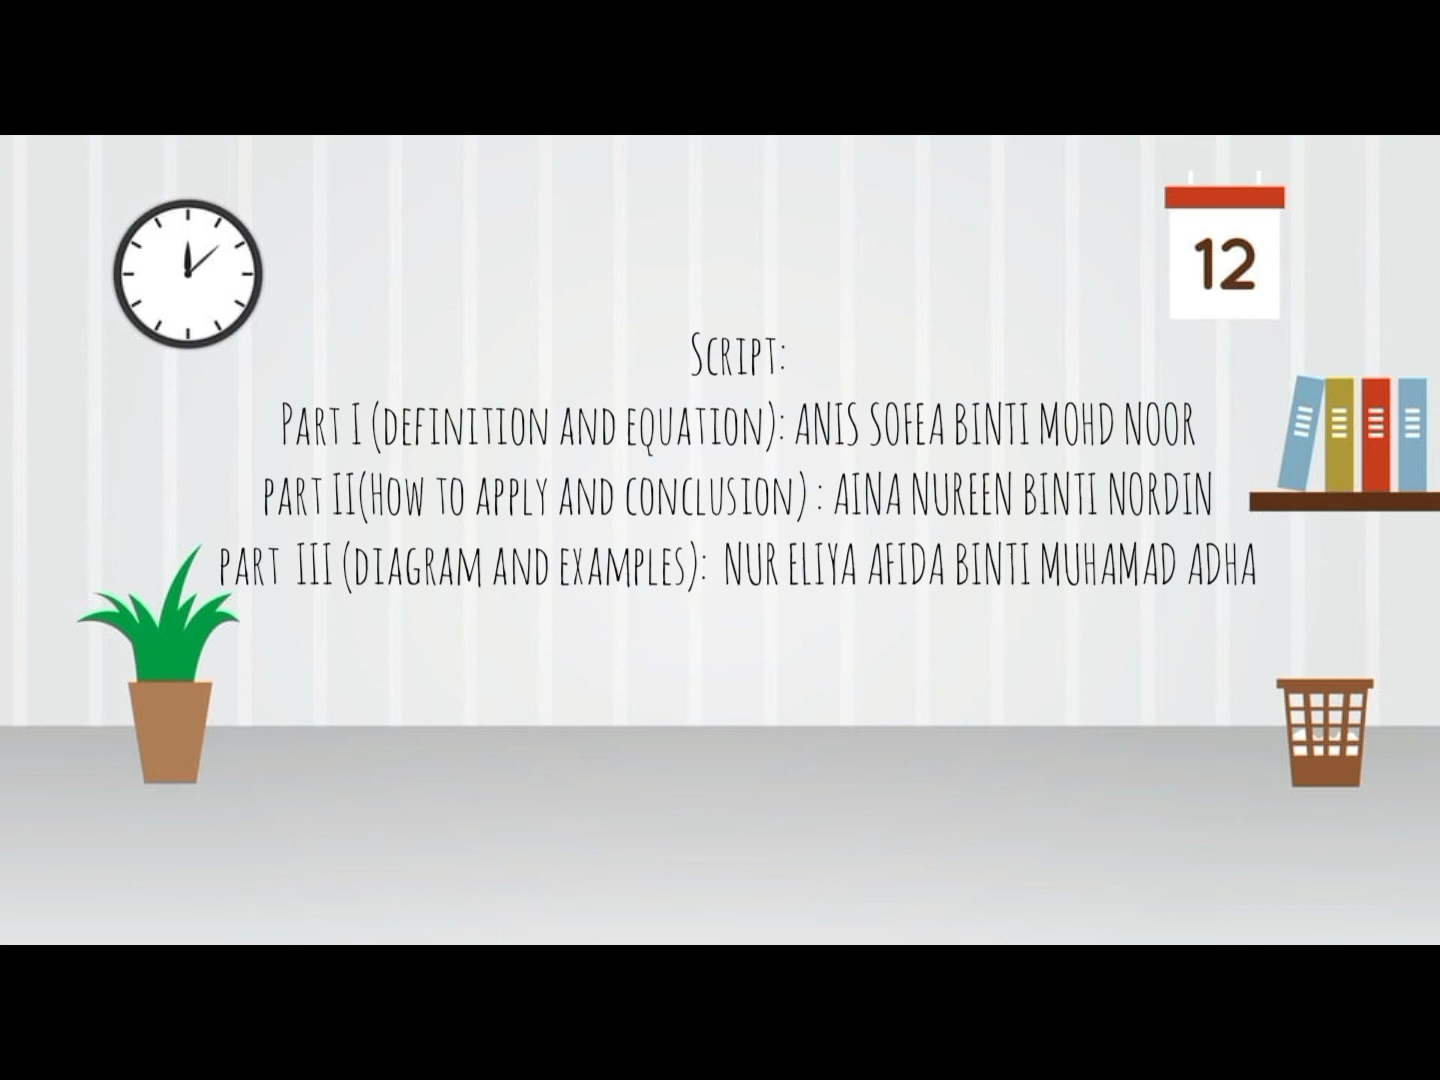 12
Script:
Part I (definition and equation): ANIS SOFEA BINTI MOHD NOOR
part II(How to apply and conclusion) : AINA NUREEN BINTI NORDIN
part III (diagram and examples): NUR ELIYA AFIDA BINTI MUHAMAD ADHA